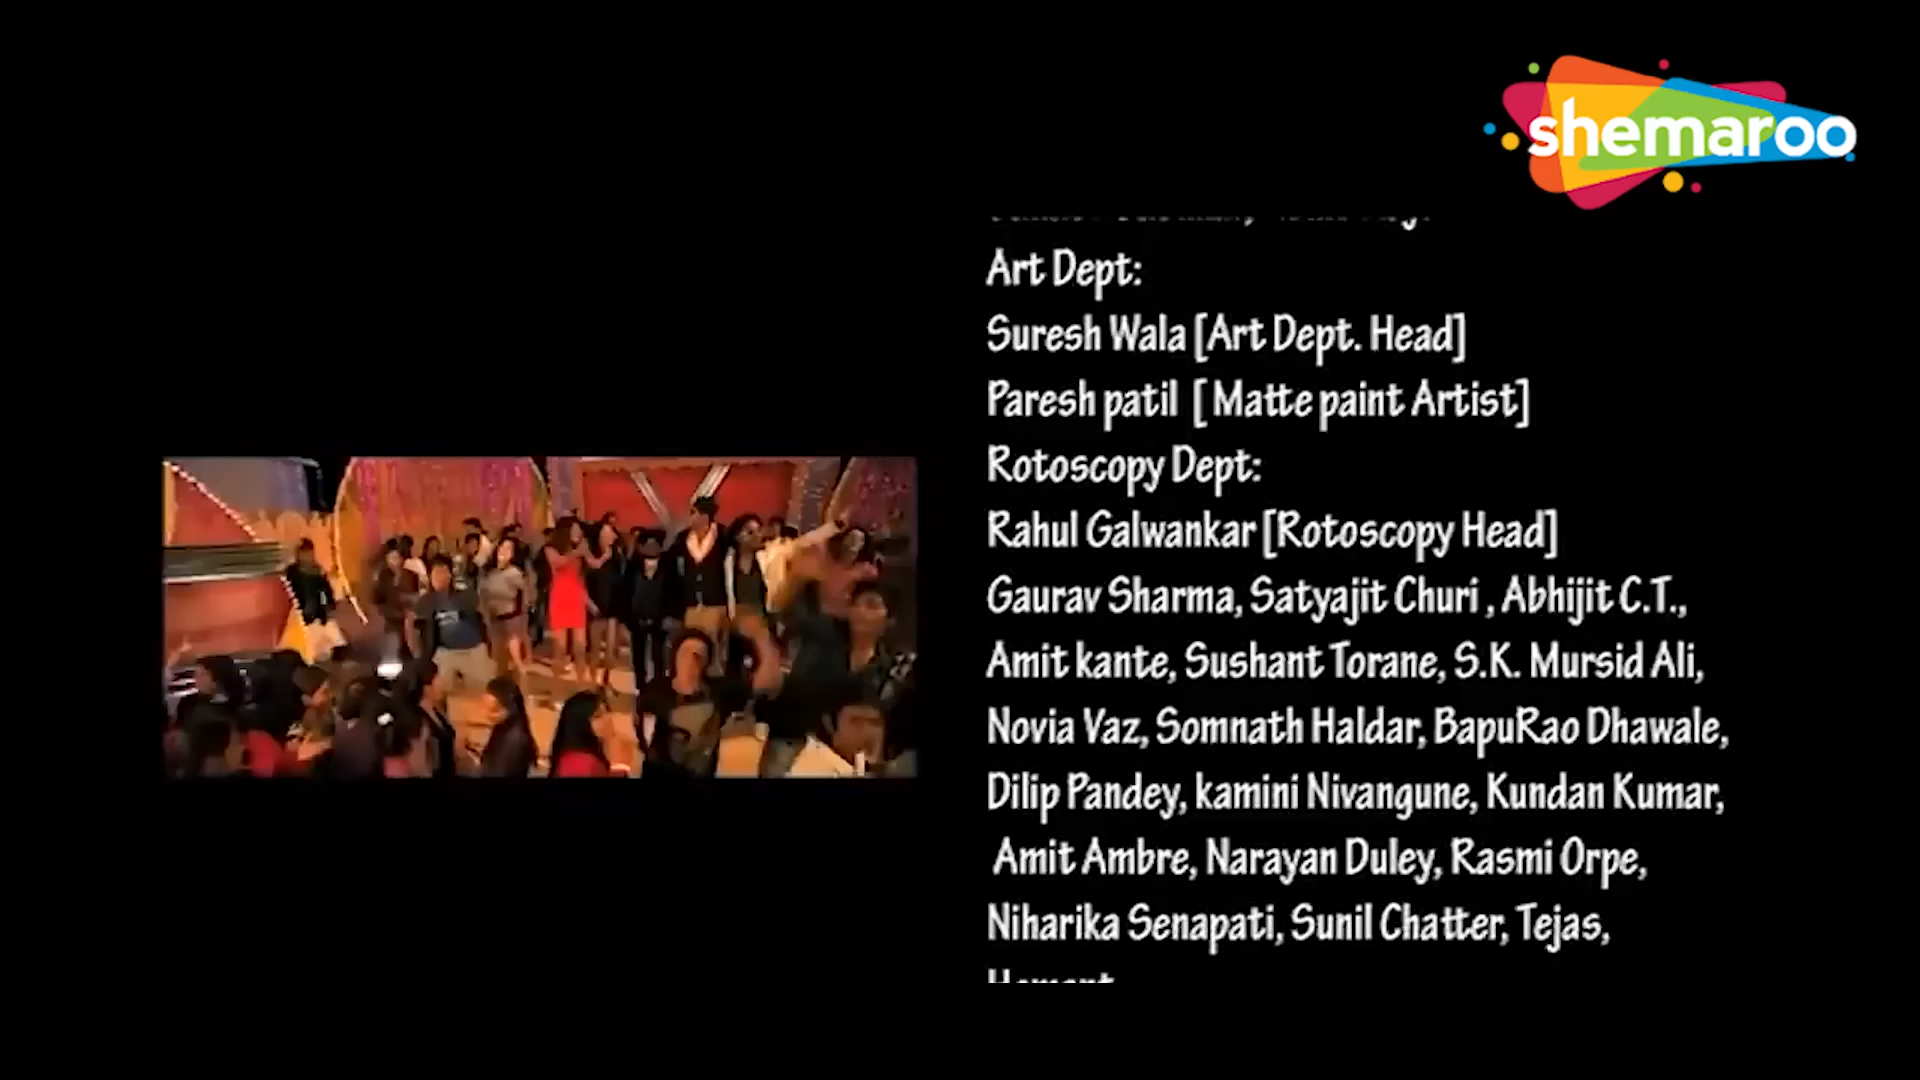 shemaroo
Art Dept:
Suresh Wala [Art Dept. Head]
Paresh patil [ Matte paint Artist]
Rotoscopy Dept:
Rahul Galwankar [Rotoscopy Head]
Gaurav Sharma, Satyajit Churi , Abhijit C.T.,
Amit kante, Sushant Torane, S.K. Mursid Ali,
Novia Vaz, Somnath Haldar, BapuRao Dhawale,
Dilip Pandey, kamini Nivangune, Kundan Kumar,
Amit Ambre, Narayan Duley, Rasmi Orpe,
Niharika Senapati, Sunil Chatter, Tejas,